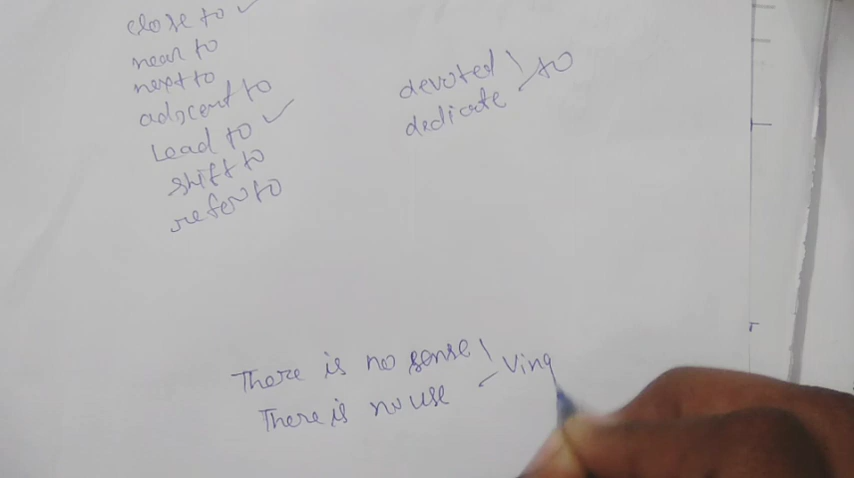 close to ✓
near to
next to
adjcent to
Lead to ✓
shift to
refer to
devoted \ to
dedicate /
There is no sense \ Ving
There is no use /